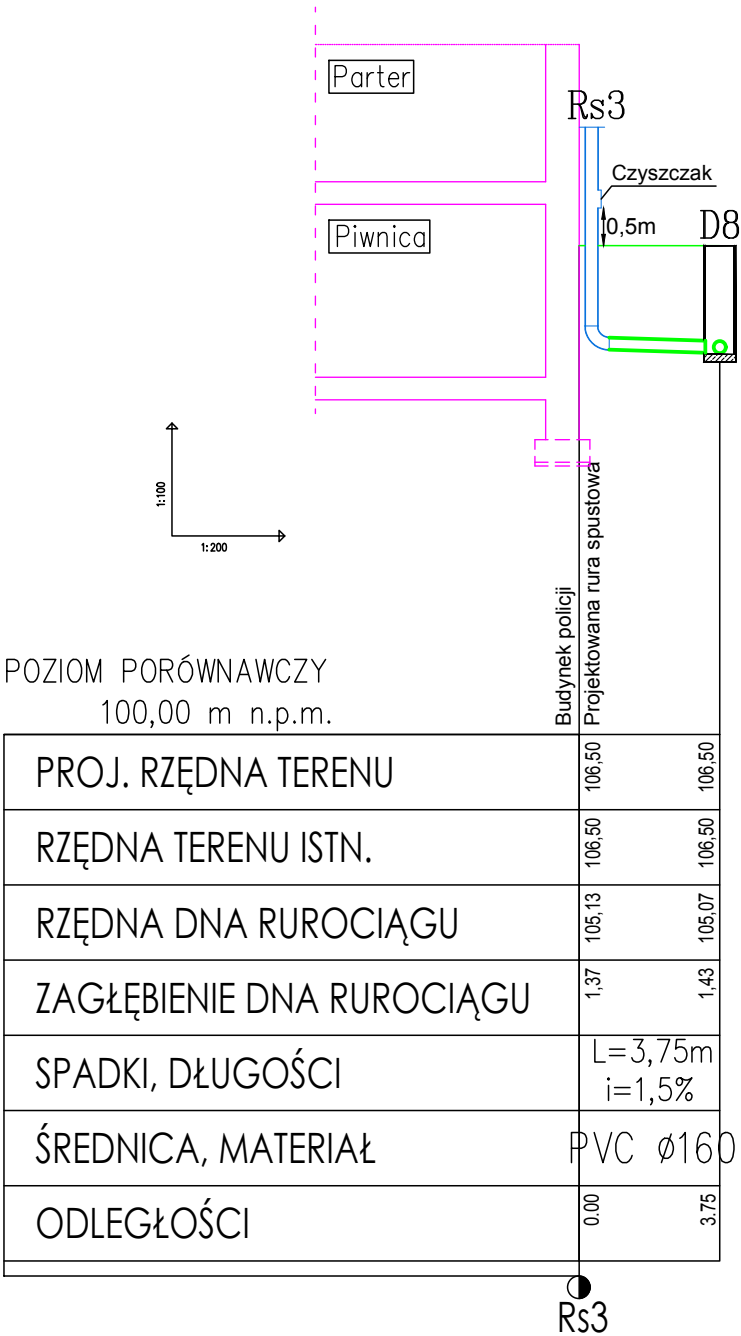 Parter
Rs3
Czyszczak
0,5m
D8
Piwnica
1:100
1:200
Budynek policji
Projektowana rura spustowa
POZIOM PORÓWNAWCZY
100,00 m n.p.m.
PROJ. RZĘDNA TERENU
106,50
106,50
RZĘDNA TERENU ISTN.
106,50
106,50
RZĘDNA DNA RUROCIĄGU
105,13
105,07
ZAGŁĘBIENIE DNA RUROCIĄGU
1,37
1,43
SPADKI, DŁUGOŚCI
L=3,75m
i=1,5%
ŚREDNICA, MATERIAŁ
PVC ø160
ODLEGŁOŚCI
0.00
3.75
Rs3